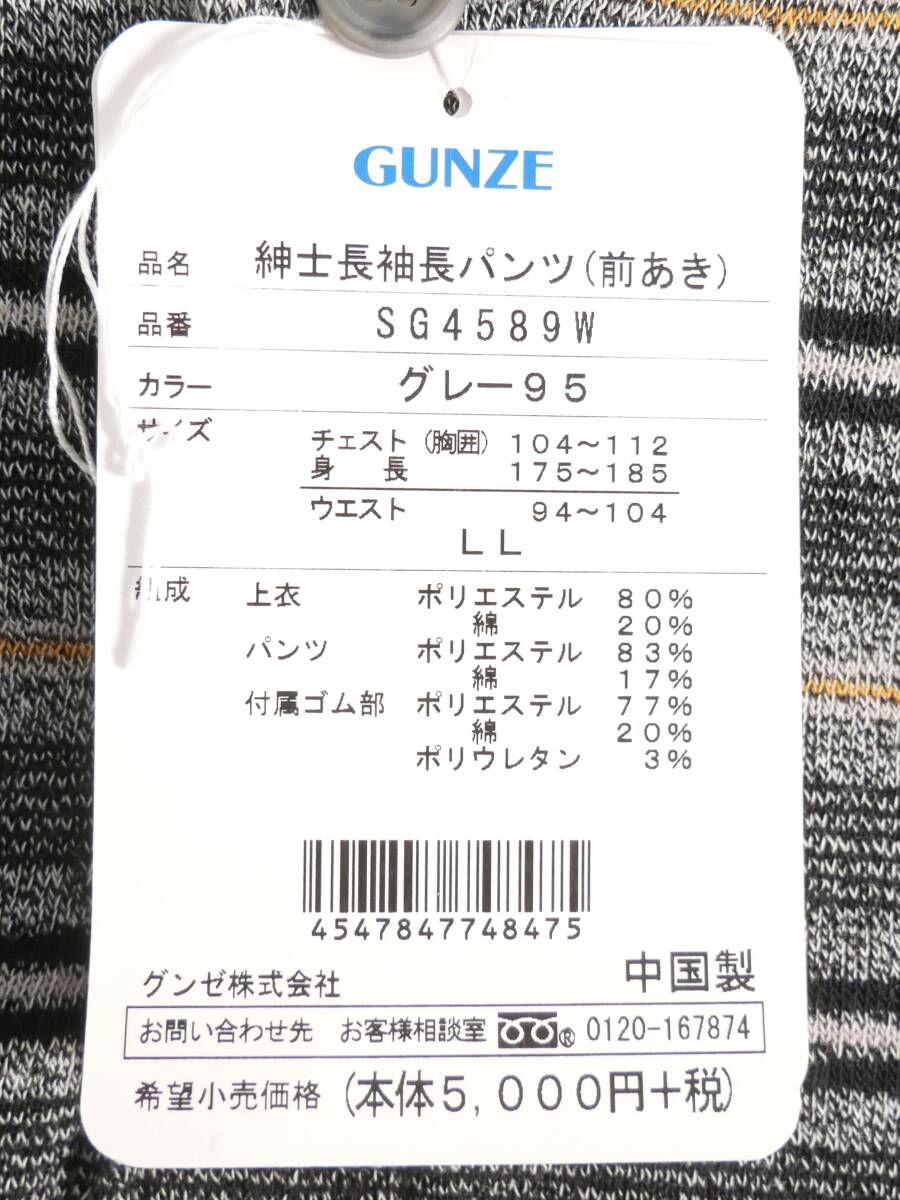 GUNZE
品名 紳士長袖長パンツ(前あき)
品番 SG4589W
カラー グレー95
サイズ チェスト(胸囲) 104~112
身長 175~185
ウエスト 94~104
LL
組成 上衣 ポリエステル 80%
綿 20%
パンツ ポリエステル 83%
綿 17%
付属ゴム部 ポリエステル 77%
綿 20%
ポリウレタン 3%
4547847748475
グンゼ株式会社 中国製
お問い合わせ先 お客様相談室 ® 0120-167874
希望小売価格 (本体5,000円+税)